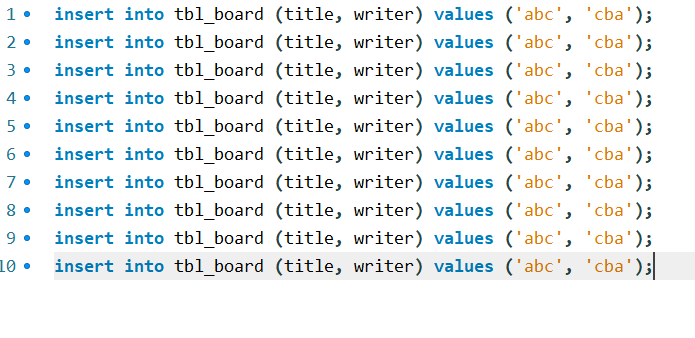 1 insert into tbl_board (title, writer) values ('abc', 'cba');
2 insert into tbl_board (title, writer) values ('abc', 'cba');
3 insert into tbl_board (title, writer) values ('abc', 'cba');
4 insert into tbl_board (title, writer) values ('abc', 'cba');
5 insert into tbl_board (title, writer) values ('abc', 'cba');
6 insert into tbl_board (title, writer) values ('abc', 'cba');
7 insert into tbl_board (title, writer) values ('abc', 'cba');
8 insert into tbl_board (title, writer) values ('abc', 'cba');
9 insert into tbl_board (title, writer) values ('abc', 'cba');
10 insert into tbl_board (title, writer) values ('abc', 'cba');